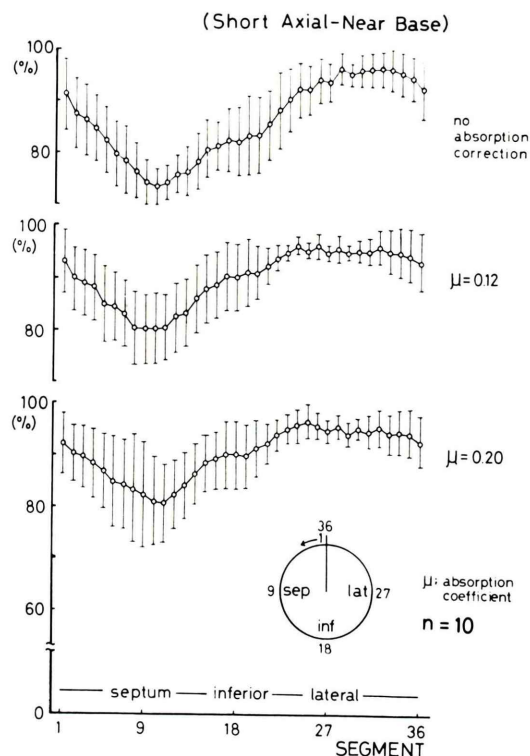 (Short Axial-Near Base)
100
(%)
80
no
absorption
correction
100
(%)
80
μ=0.12
100
(%)
80
60
0
μ=0.20
36
1
9 sep lat 27
inf
18
μ: absorption
coefficient
n=10
septum inferior lateral
1 9 18 27 36
SEGMENT